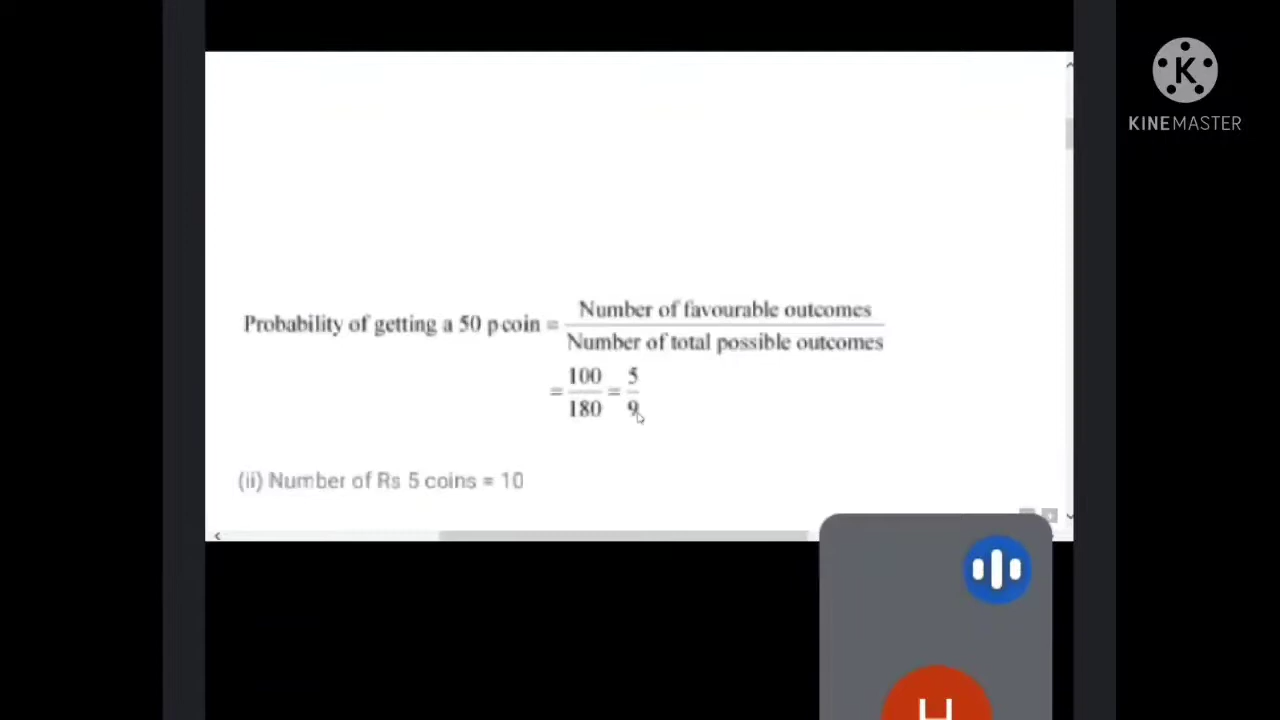 K
KINEMASTER
Probability of getting a 50 p coin = Number of favourable outcomes / Number of total possible outcomes
= 100/180 = 5/9
(ii) Number of Rs 5 coins = 10
H